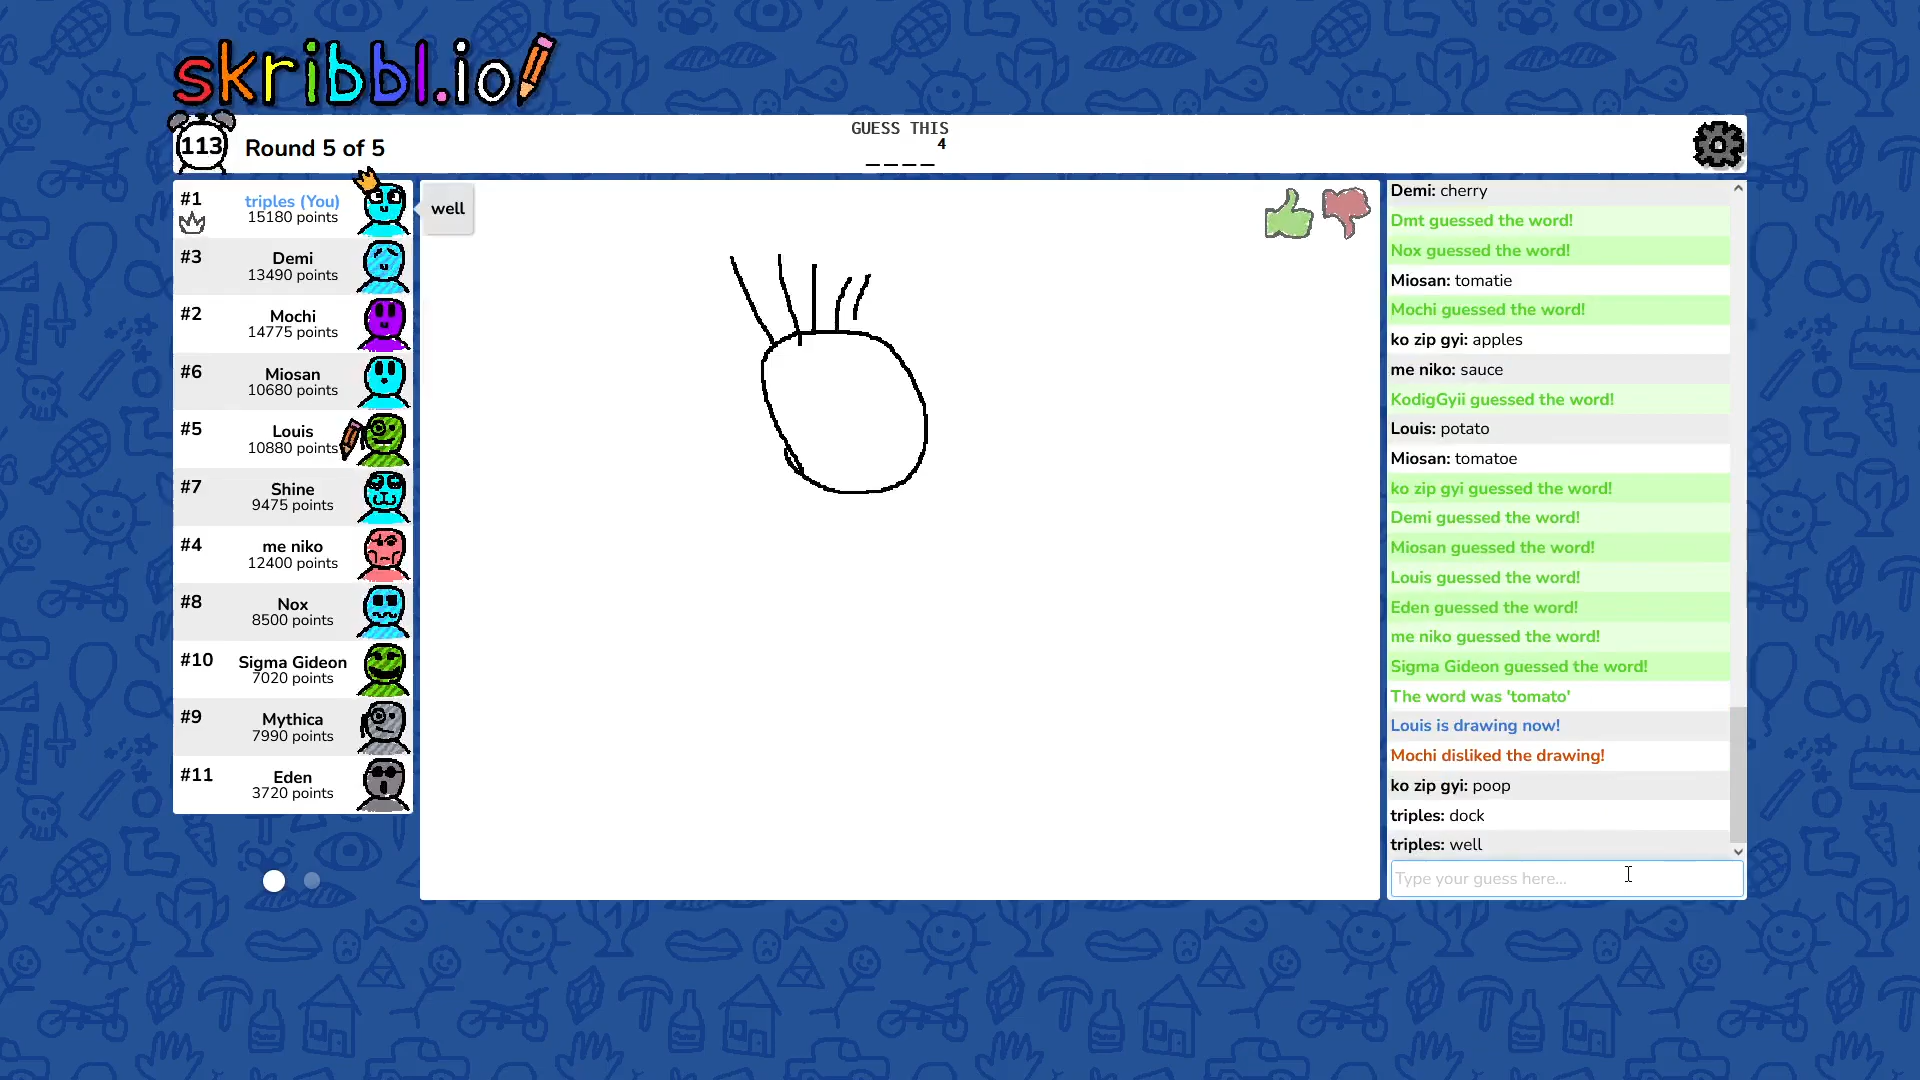 skribbl.io
113
Round 5 of 5
GUESS THIS
4
_ _ _ _
#1
triples (You)
15180 points
#3
Demi
13490 points
#2
Mochi
14775 points
#6
Miosan
10680 points
#5
Louis
10880 points
#7
Shine
9475 points
#4
me niko
12400 points
#8
Nox
8500 points
#10
Sigma Gideon
7020 points
#9
Mythica
7990 points
#11
Eden
3720 points
well
Demi: cherry
Dmt guessed the word!
Nox guessed the word!
Miosan: tomatie
Mochi guessed the word!
ko zip gyi: apples
me niko: sauce
KodigGyii guessed the word!
Louis: potato
Miosan: tomatoe
ko zip gyi guessed the word!
Demi guessed the word!
Miosan guessed the word!
Louis guessed the word!
Eden guessed the word!
me niko guessed the word!
Sigma Gideon guessed the word!
The word was 'tomato'
Louis is drawing now!
Mochi disliked the drawing!
ko zip gyi: poop
triples: dock
triples: well
Type your guess here...